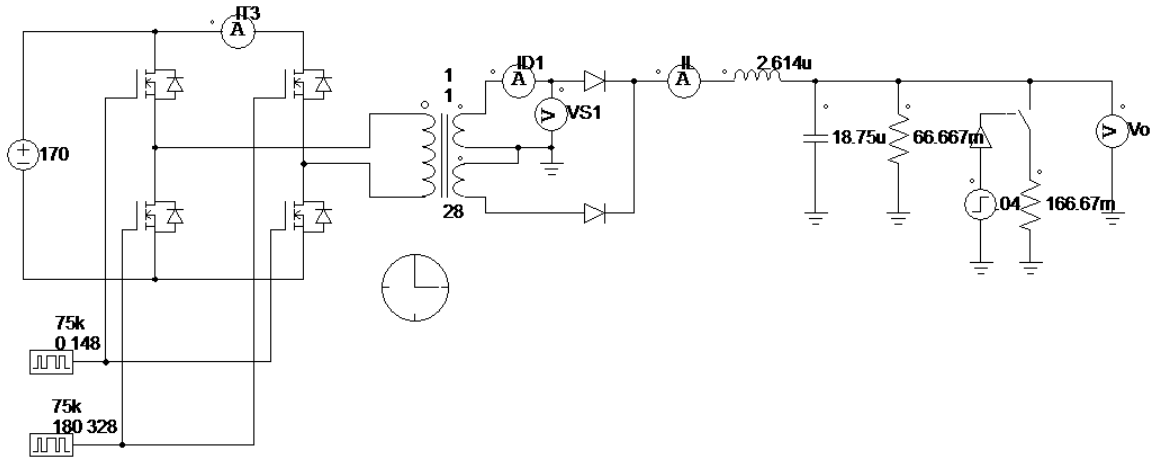 IT3
A
170
75k
0 148
75k
180 328
1
1
28
ID1
A
V
VS1
IL
A
2.614u
18.75u
66.667m
.04
166.67m
V
Vo